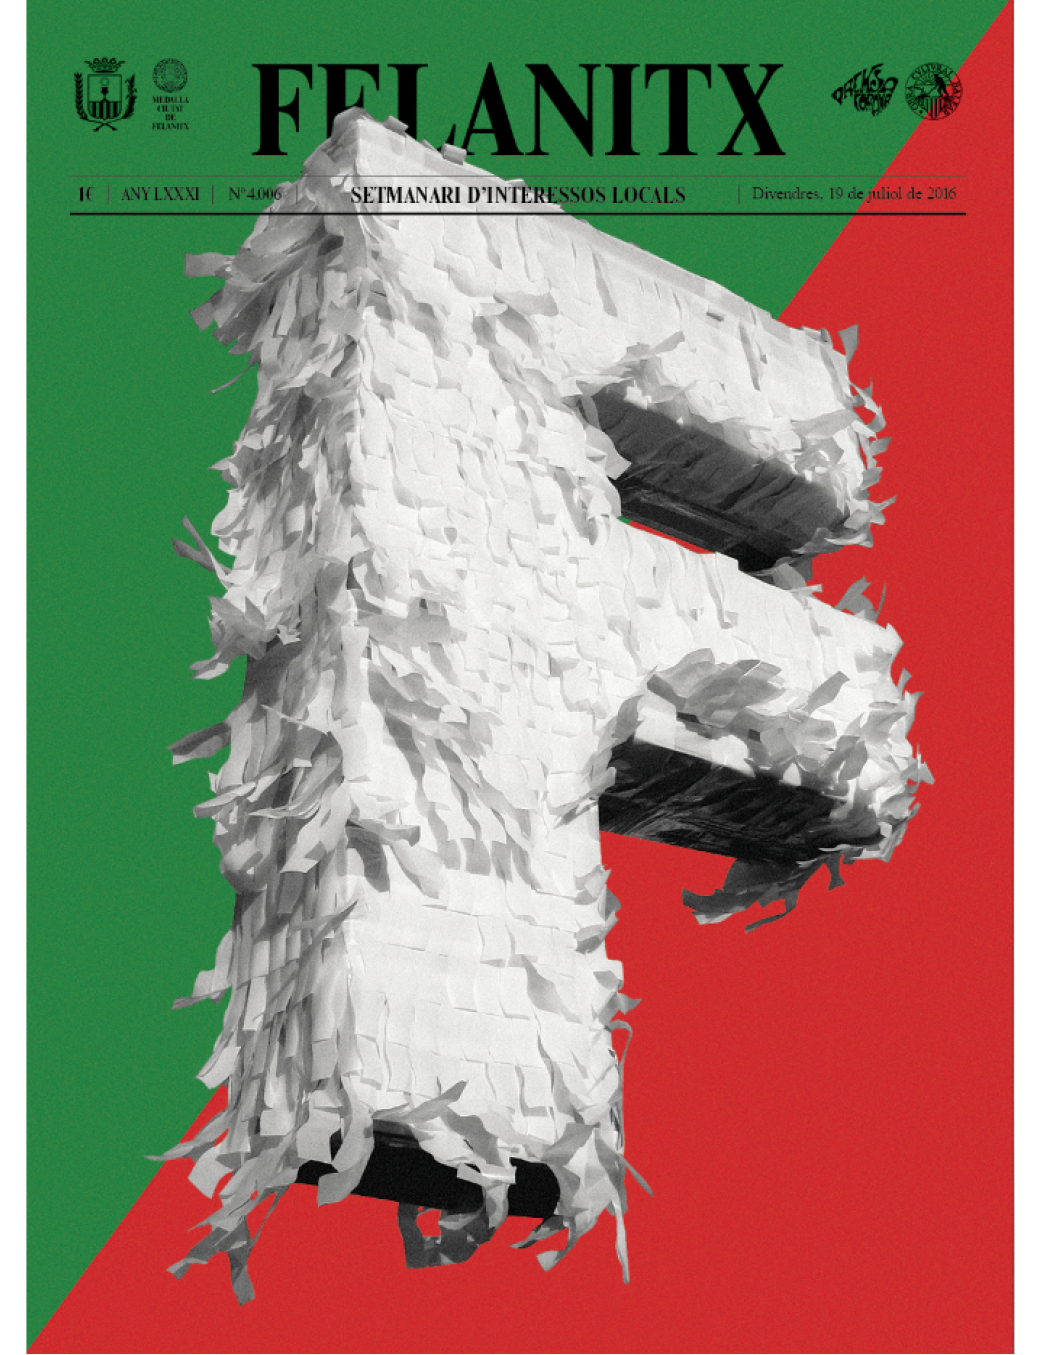 FELANITX
MEDALLA
CIUTAT
DE
FELANITX
1€ | ANY LXXXI | Nº 4.006 | SETMANARI D'INTERESSOS LOCALS | Divendres, 19 de juliol de 2016
F